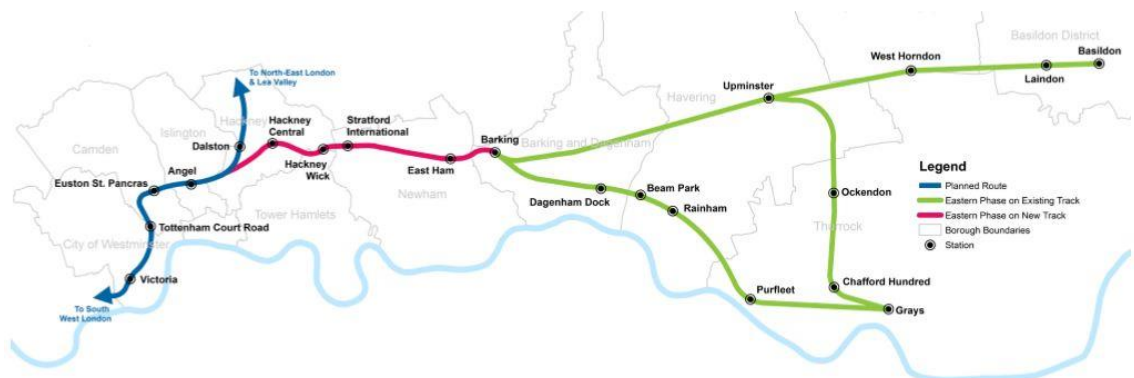 To North-East London
& Lea Valley
Basildon District
Basildon
West Horndon
Laindon
Upminster
Havering
Hackney
Islington
Hackney
Central
Stratford
International
Dalston
Camden
Barking
Barking and Dagenham
Angel
Hackney
Wick
East Ham
Euston St. Pancras
Newham
Dagenham Dock
Beam Park
Rainham
Ockendon
Tower Hamlets
Tottenham Court Road
City of Westminster
Thurrock
Victoria
Purfleet
Chafford Hundred
Grays
To South
West London
Legend
Planned Route
Eastern Phase on Existing Track
Eastern Phase on New Track
Borough Boundaries
Station